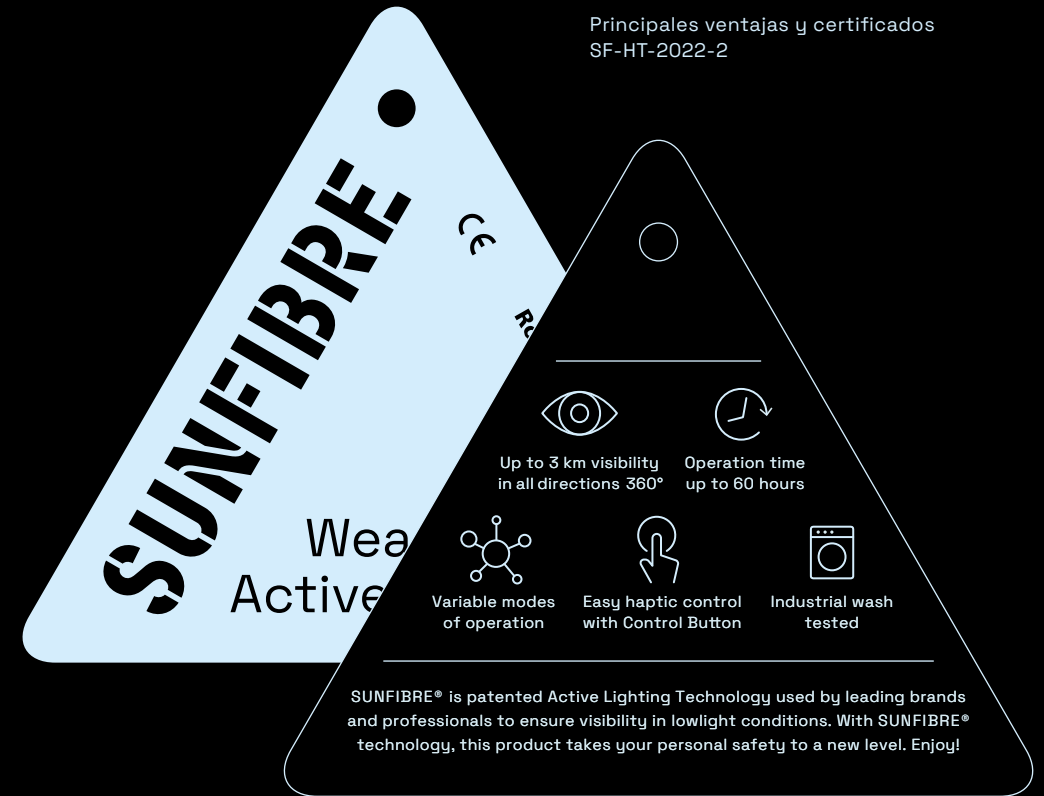 Principales ventajas y certificados
SF-HT-2022-2
SUNFIBRE
CE
Up to 3 km visibility
in all directions 360°
Operation time
up to 60 hours
Variable modes
of operation
Easy haptic control
with Control Button
Industrial wash
tested
SUNFIBRE® is patented Active Lighting Technology used by leading brands
and professionals to ensure visibility in lowlight conditions. With SUNFIBRE®
technology, this product takes your personal safety to a new level. Enjoy!